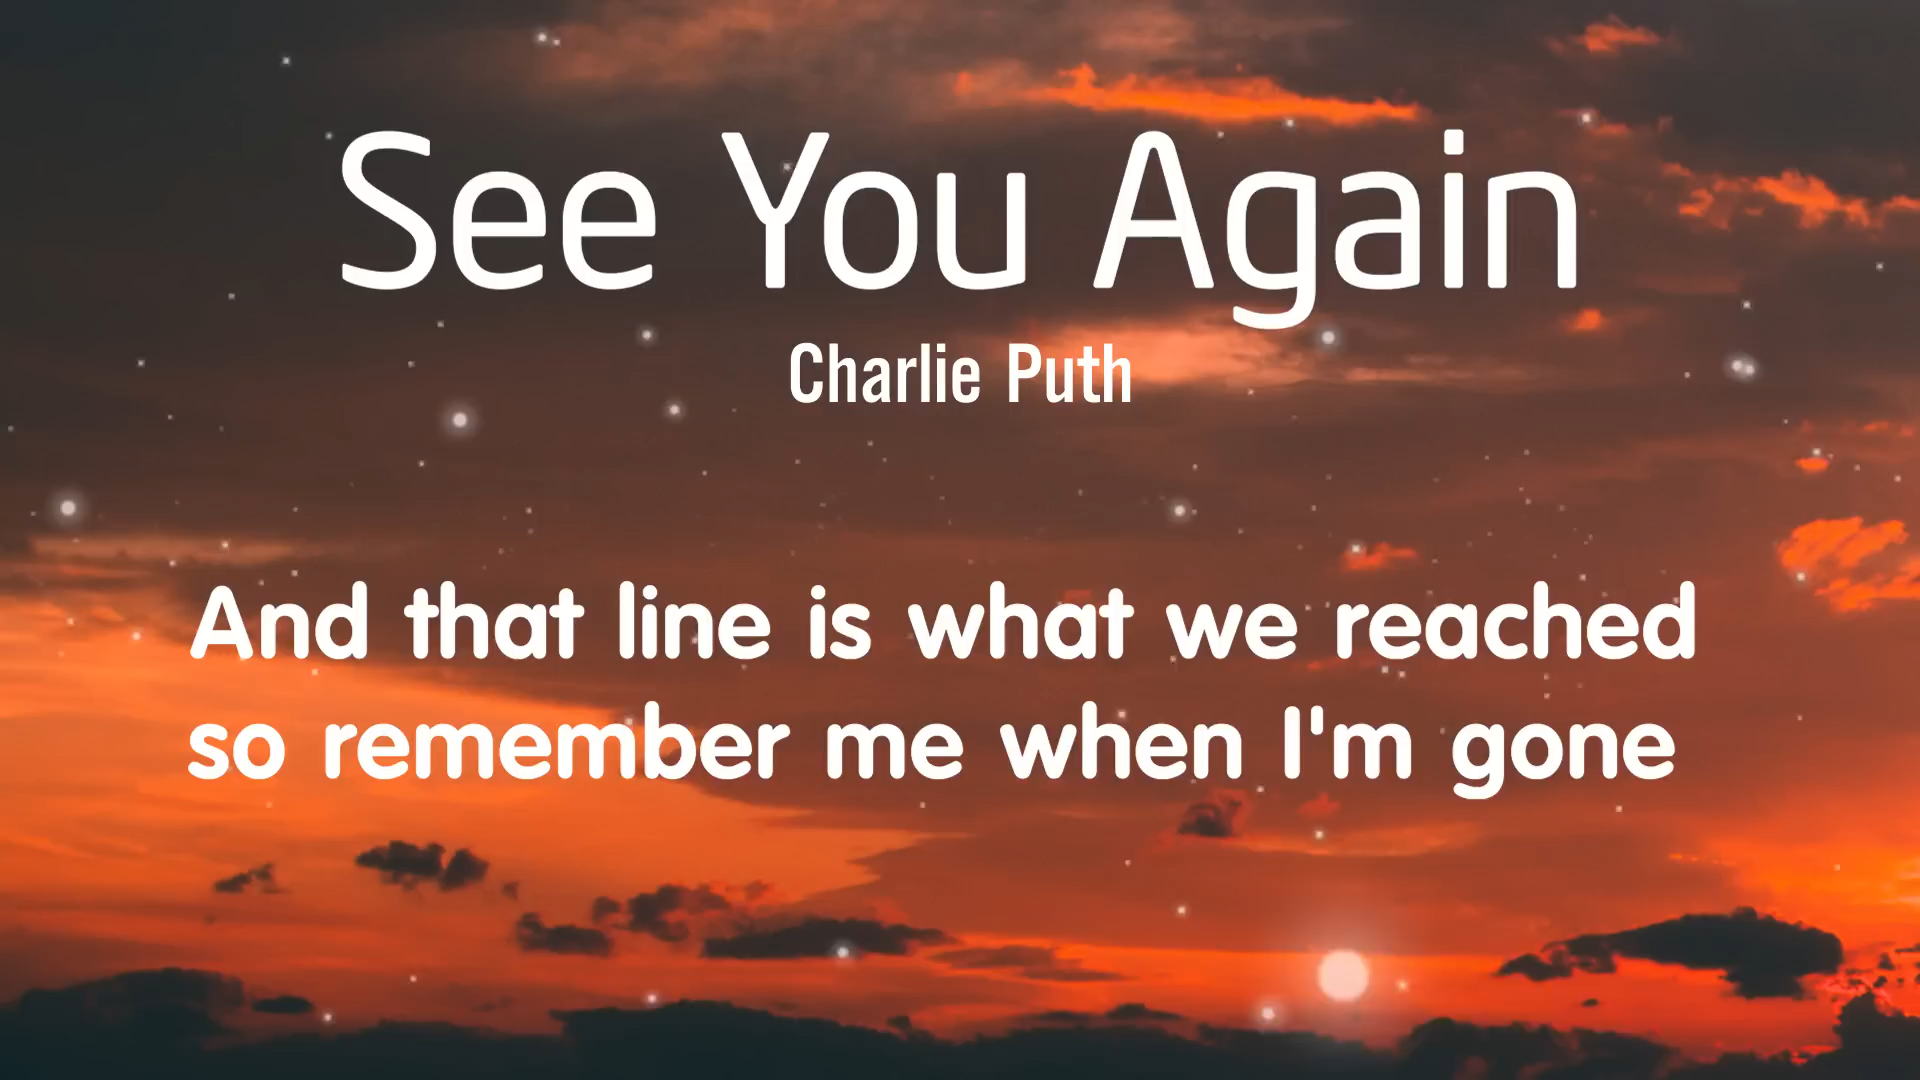 See You Again
Charlie Puth
And that line is what we reached
so remember me when I'm gone